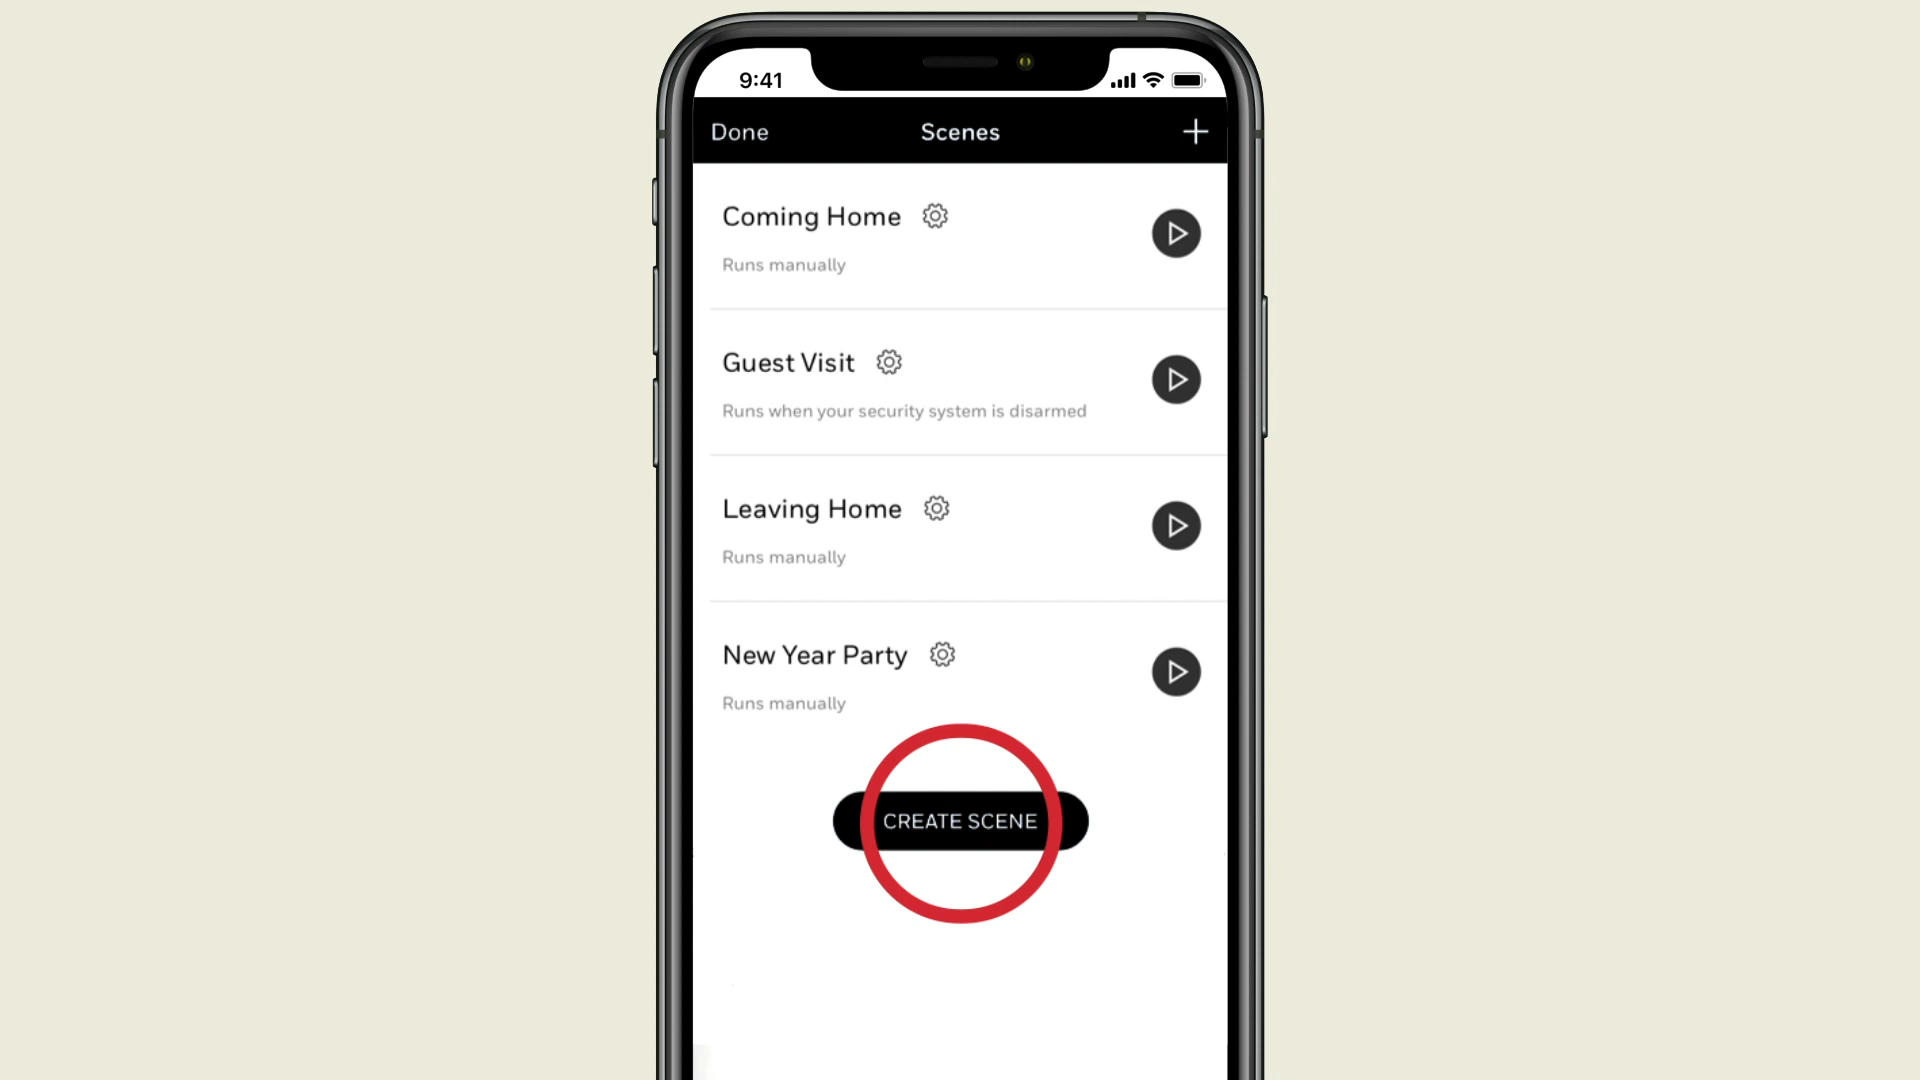 9:41
Done Scenes
Coming Home
Runs manually
Guest Visit
Runs when your security system is disarmed
Leaving Home
Runs manually
New Year Party
Runs manually
CREATE SCENE